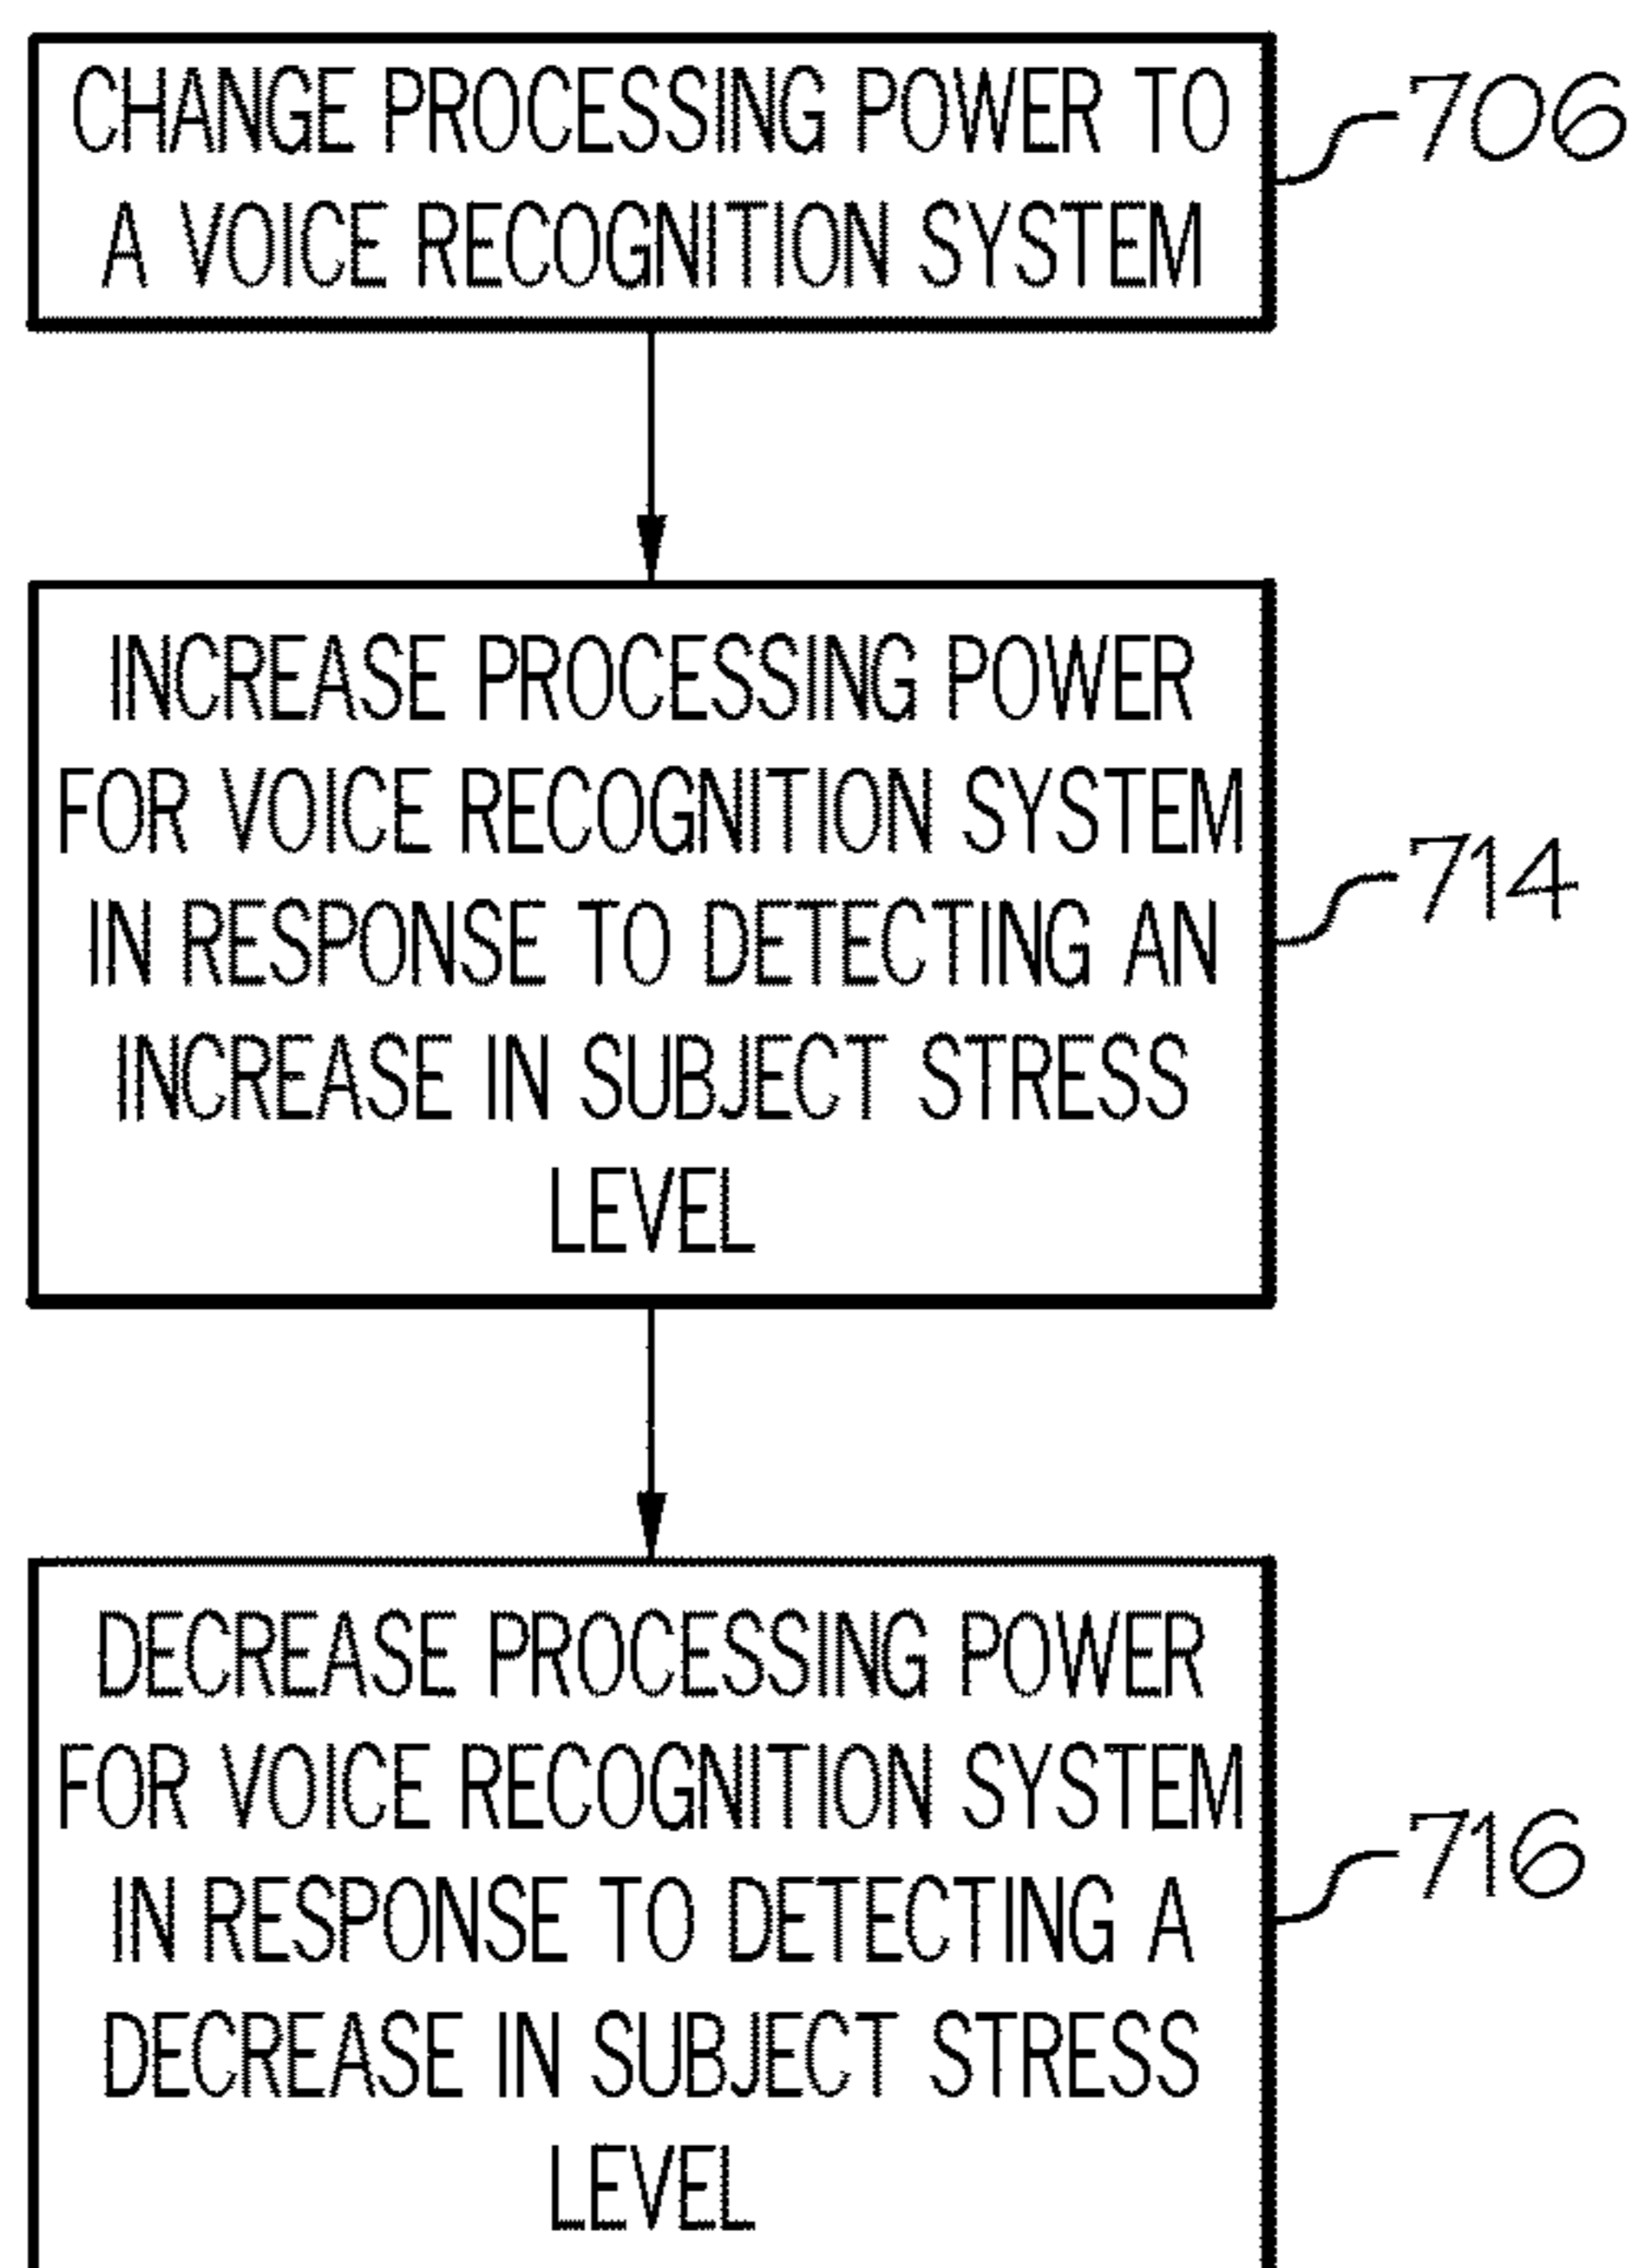 CHANGE PROCESSING POWER TO
A VOICE RECOGNITION SYSTEM
706
INCREASE PROCESSING POWER
FOR VOICE RECOGNITION SYSTEM
IN RESPONSE TO DETECTING AN
INCREASE IN SUBJECT STRESS
LEVEL
714
DECREASE PROCESSING POWER
FOR VOICE RECOGNITION SYSTEM
IN RESPONSE TO DETECTING A
DECREASE IN SUBJECT STRESS
LEVEL
716